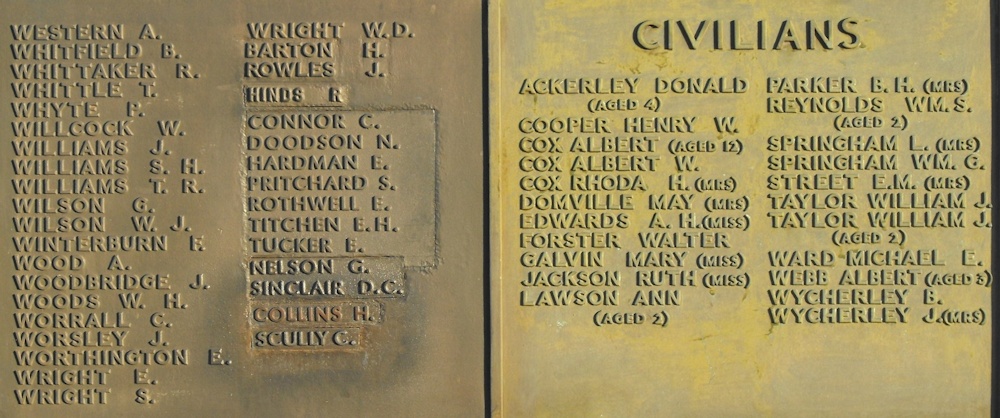 WESTERN A.
WHITFIELD B.
WHITTAKER R.
WHITTLE T.
WHYTE P.
WILLCOCK W.
WILLIAMS J.
WILLIAMS S. H.
WILLIAMS T. R.
WILSON G.
WILSON W. J.
WINTERBURN F.
WOOD A.
WOODBRIDGE J.
WOODS W. H.
WORRALL C.
WORSLEY J.
WORTHINGTON E.
WRIGHT E.
WRIGHT S.
WRIGHT W.D.
BARTON H.
ROWLES J.
HINDS R
CONNOR C.
DOODSON N.
HARDMAN E.
PRITCHARD S.
ROTHWELL E.
TITCHEN E.H.
TUCKER E.
NELSON G.
SINCLAIR D.C.
COLLINS H.
SCULLY C.
CIVILIANS
ACKERLEY DONALD
(AGED 4)
COOPER HENRY W.
COX ALBERT (AGED 12)
COX ALBERT W.
COX RHODA H. (MRS)
DOMVILLE MAY (MRS)
EDWARDS A. H. (MISS)
FORSTER WALTER
GALVIN MARY (MISS)
JACKSON RUTH (MISS)
LAWSON ANN
(AGED 2)
PARKER B. H. (MRS)
REYNOLDS WM. S.
(AGED 2)
SPRINGHAM L. (MRS)
SPRINGHAM WM. G.
STREET E.M. (MRS)
TAYLOR WILLIAM J.
TAYLOR WILLIAM J.
(AGED 2)
WARD MICHAEL E.
WEBB ALBERT (AGED 3)
WYCHERLEY B.
WYCHERLEY J. (MRS)